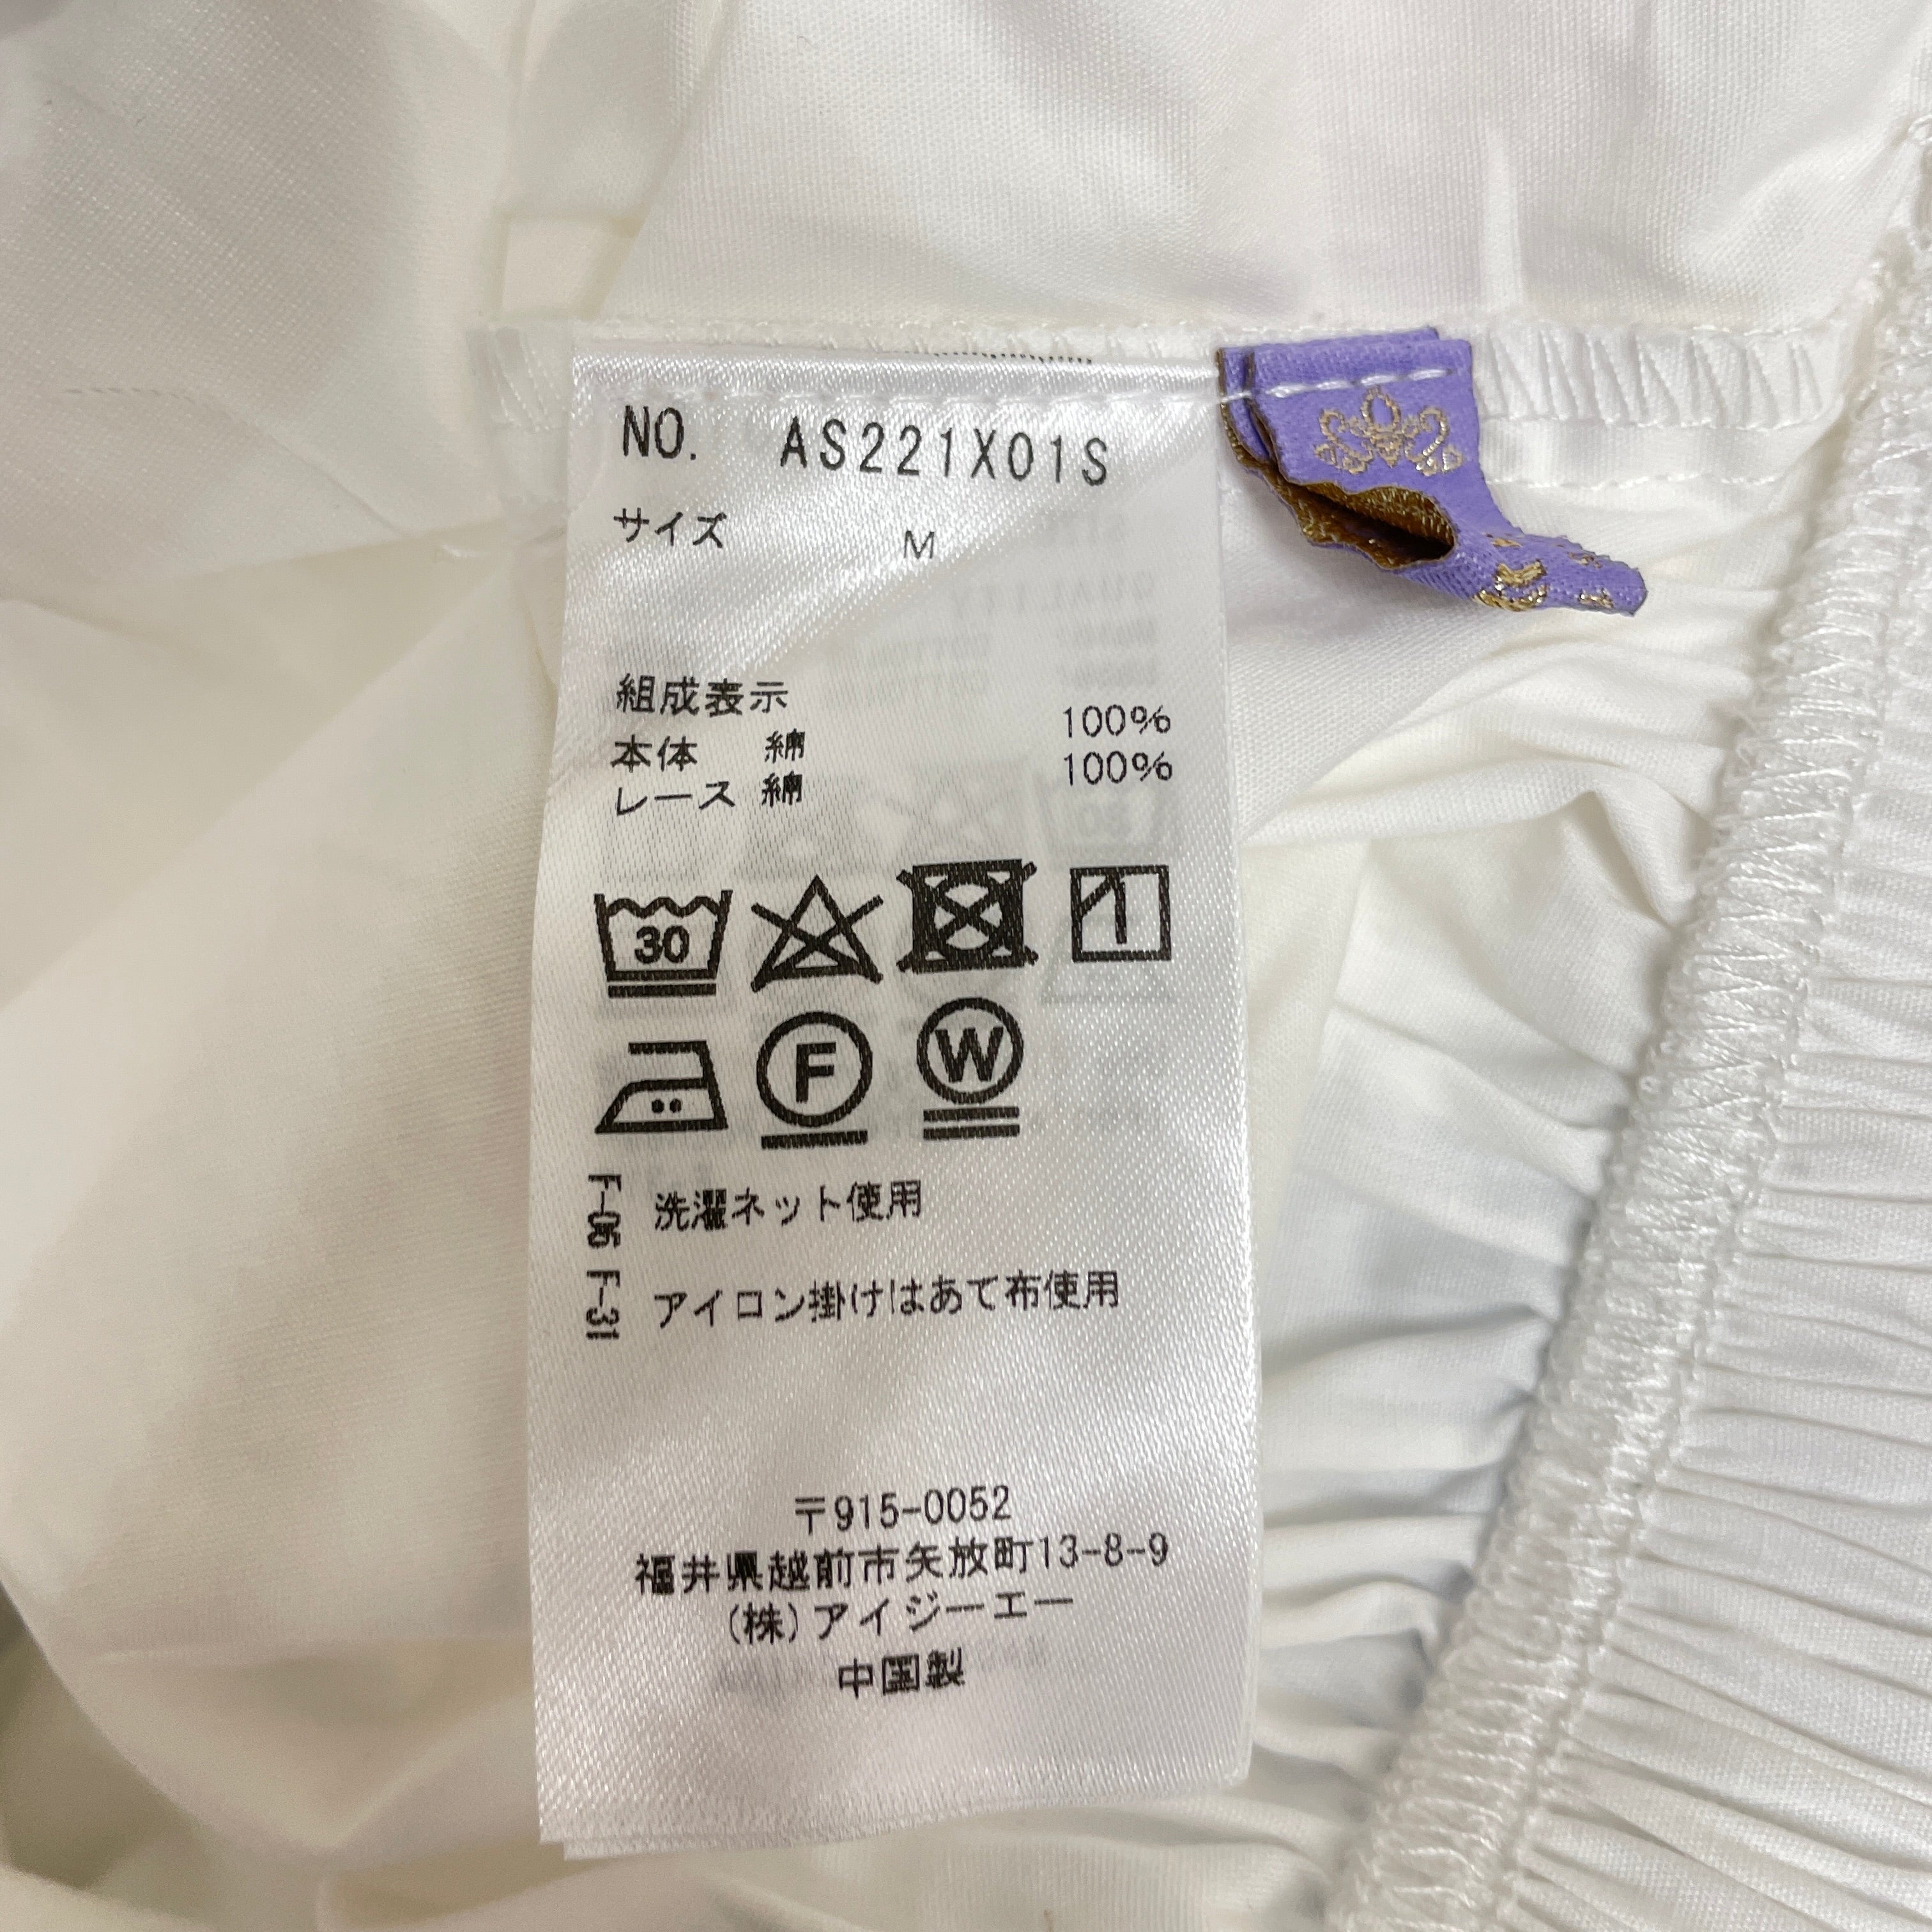 NO. AS221X01S
サイズ M
組成表示
本体 綿 100%
レース 綿 100%
30
F W
F-06 洗濯ネット使用
F-31 アイロン掛けはあて布使用
〒915-0052
福井県越前市矢放町13-8-9
(株)アイジーエー
中国製